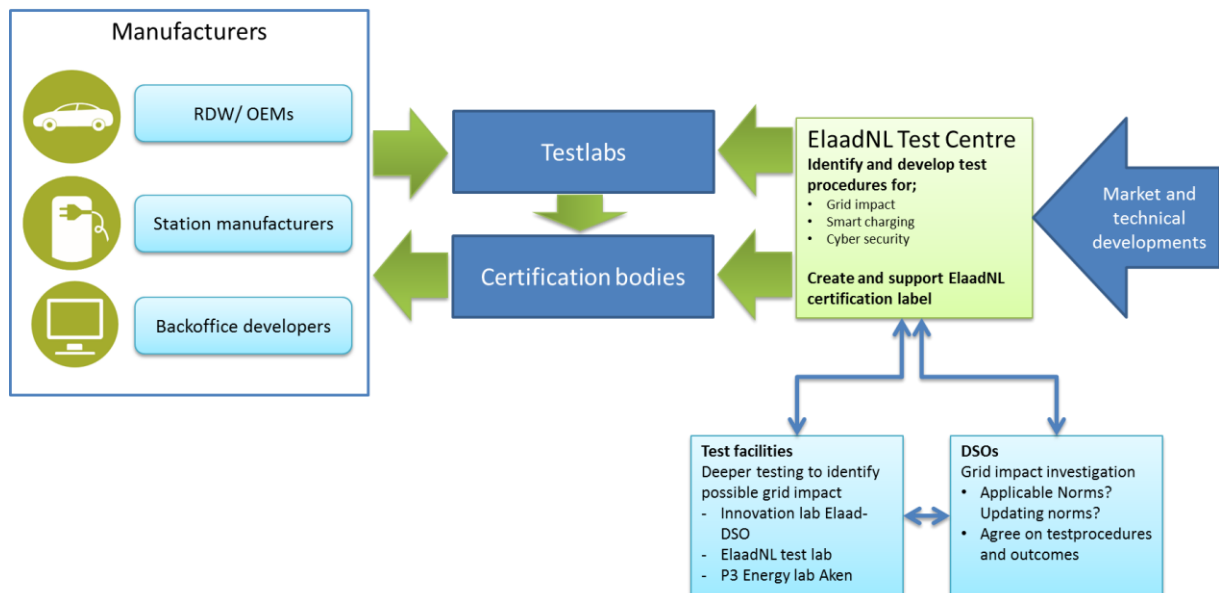 Manufacturers
RDW/ OEMs
Station manufacturers
Backoffice developers
Testlabs
Certification bodies
ElaadNL Test Centre
Identify and develop test
procedures for;
• Grid impact
• Smart charging
• Cyber security
Create and support ElaadNL
certification label
Market and
technical
developments
Test facilities
Deeper testing to identify
possible grid impact
- Innovation lab Elaad-
DSO
- ElaadNL test lab
- P3 Energy lab Aken
DSOs
Grid impact investigation
• Applicable Norms?
Updating norms?
• Agree on testprocedures
and outcomes